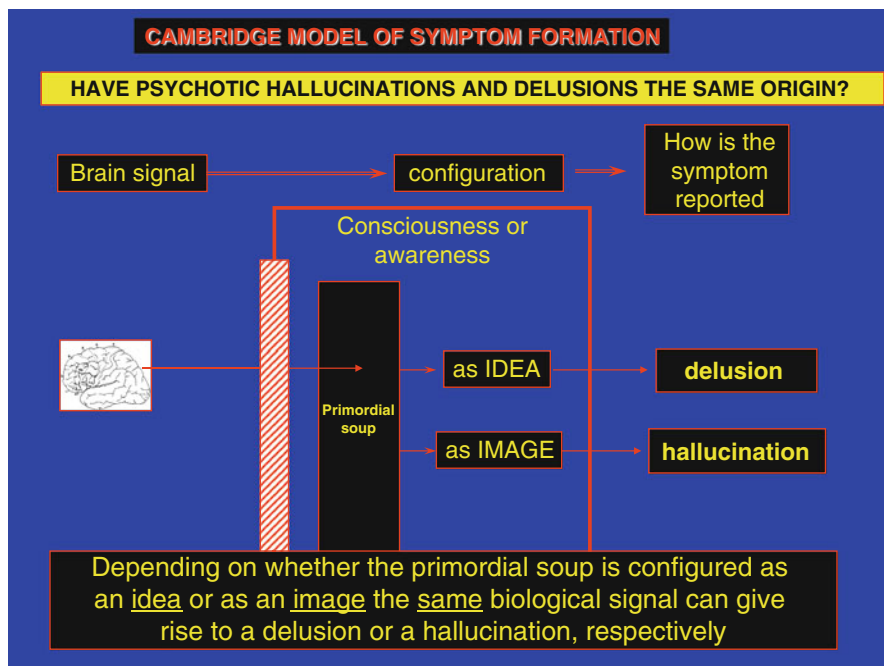 CAMBRIDGE MODEL OF SYMPTOM FORMATION
HAVE PSYCHOTIC HALLUCINATIONS AND DELUSIONS THE SAME ORIGIN?
Brain signal
configuration
How is the
symptom
reported
Consciousness or
awareness
Primordial
soup
as IDEA
delusion
as IMAGE
hallucination
Depending on whether the primordial soup is configured as
an idea or as an image the same biological signal can give
rise to a delusion or a hallucination, respectively